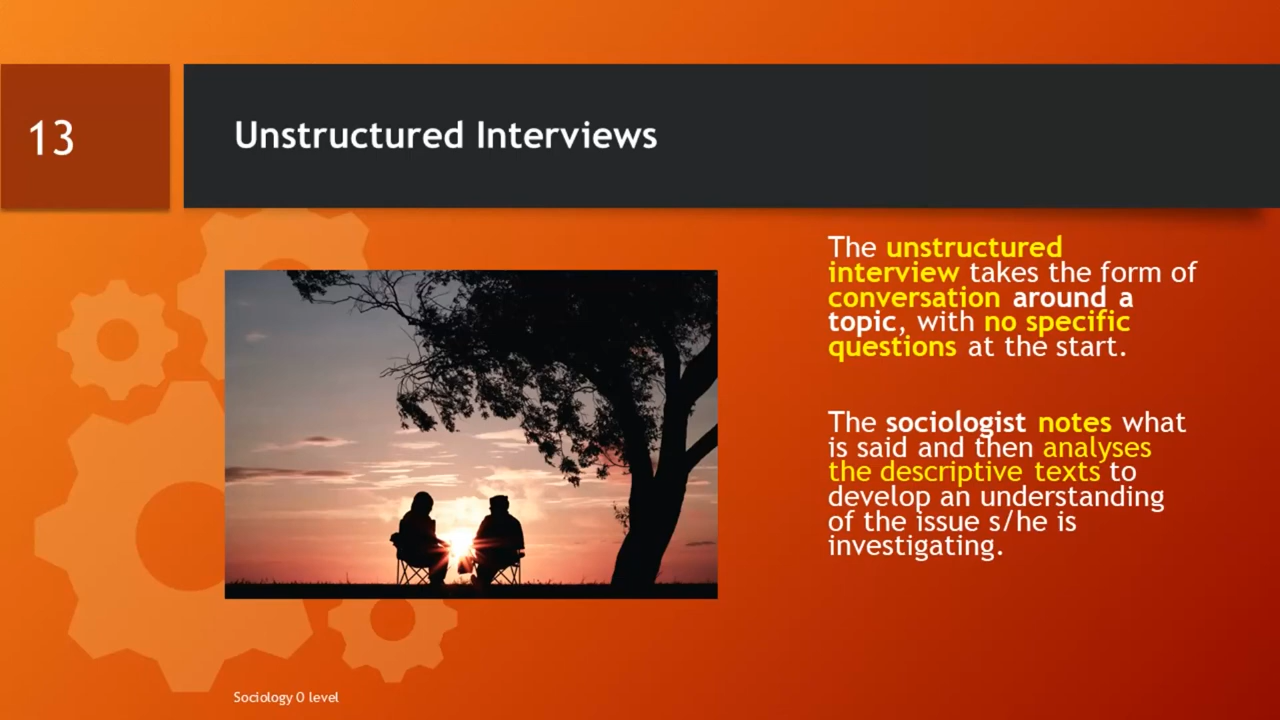 13
Unstructured Interviews
The unstructured
interview takes the form of
conversation around a
topic, with no specific
questions at the start.
The sociologist notes what
is said and then analyses
the descriptive texts to
develop an understanding
of the issue s/he is
investigating.
Sociology O level